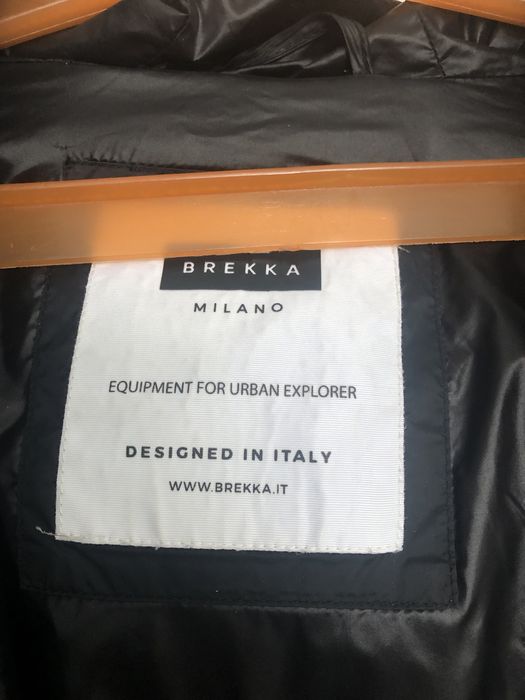 BREKKA
MILANO
EQUIPMENT FOR URBAN EXPLORER
DESIGNED IN ITALY
WWW.BREKKA.IT